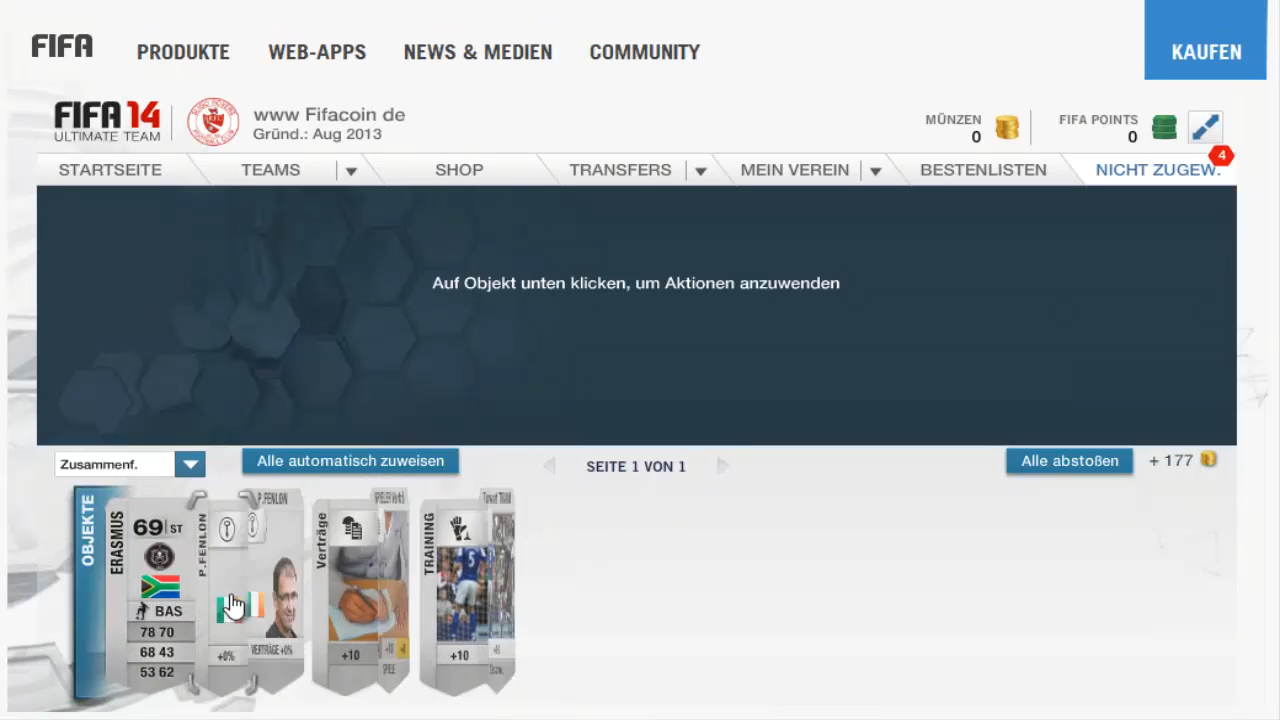 FIFA
PRODUKTE WEB-APPS NEWS & MEDIEN COMMUNITY
KAUFEN
FIFA 14
ULTIMATE TEAM
www Fifacoin de
Gründ.: Aug 2013
MÜNZEN
0
FIFA POINTS
0
4
STARTSEITE TEAMS SHOP TRANSFERS MEIN VEREIN BESTENLISTEN NICHT ZUGEW.
Auf Objekt unten klicken, um Aktionen anzuwenden
Zusammenf. Alle automatisch zuweisen SEITE 1 VON 1 Alle abstoßen + 177
OBJEKTE
ERASMUS
69 ST
BAS
78 70
68 43
53 62
P.FENLON
+0%
P.FENLON
VERTRÄGE +0%
Verträge
+10
SPIELE
TRAINING
5
+10